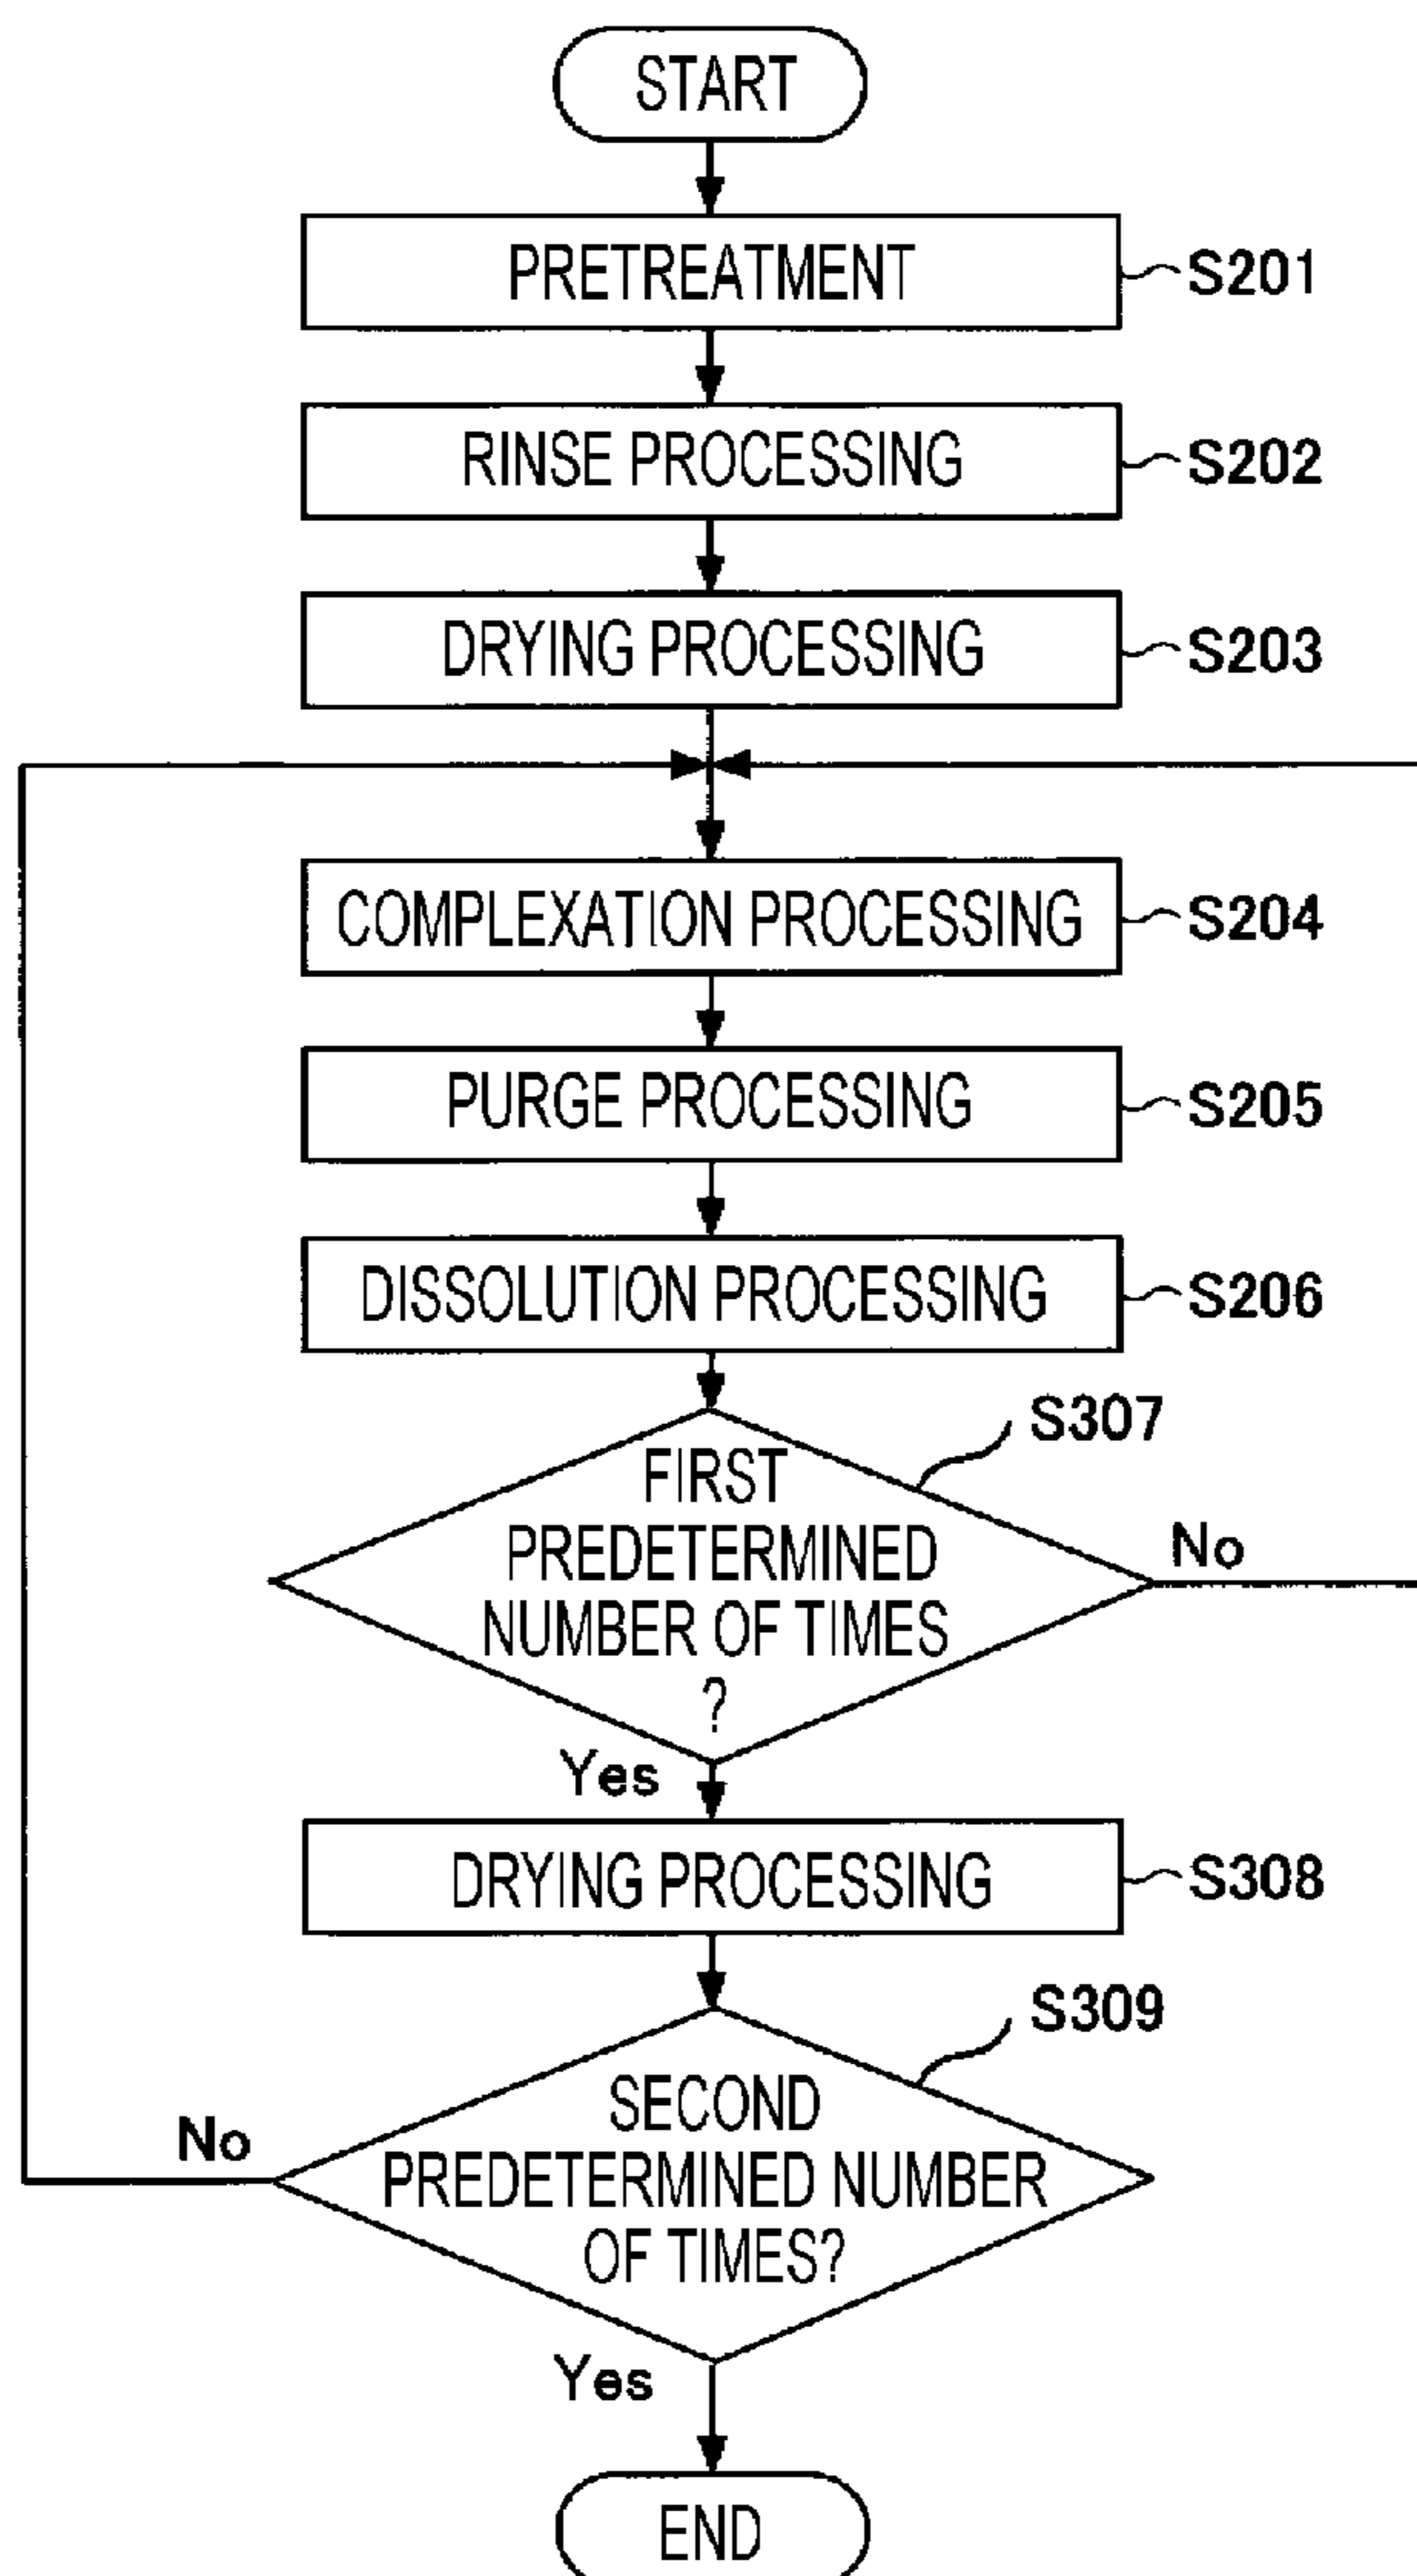 START
PRETREATMENT
S201
RINSE PROCESSING
S202
DRYING PROCESSING
S203
COMPLEXATION PROCESSING
S204
PURGE PROCESSING
S205
DISSOLUTION PROCESSING
S206
S307
FIRST
PREDETERMINED
NUMBER OF TIMES
?
No
Yes
DRYING PROCESSING
S308
S309
SECOND
PREDETERMINED NUMBER
OF TIMES?
No
Yes
END